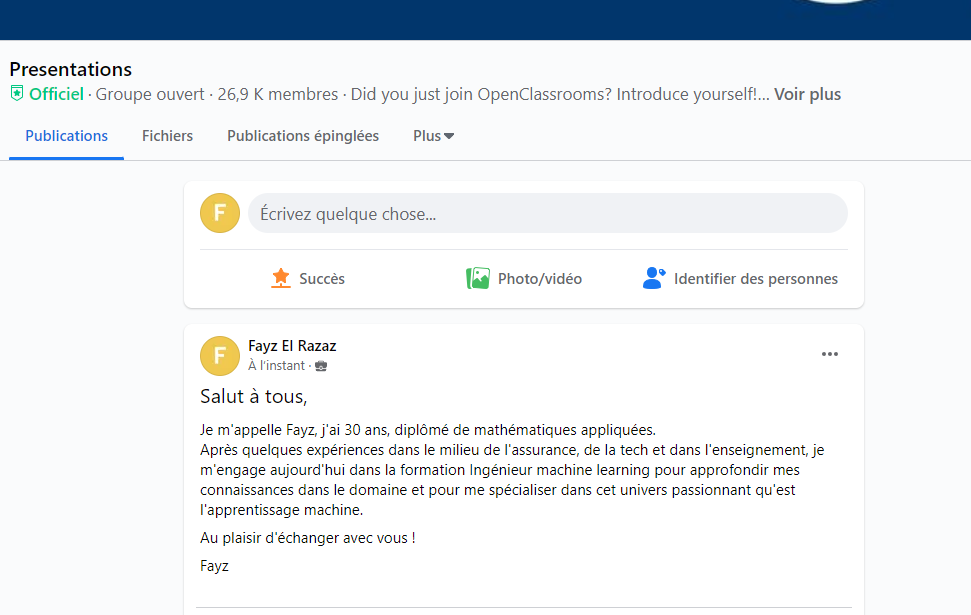 Presentations
Officiel · Groupe ouvert · 26,9 K membres · Did you just join OpenClassrooms? Introduce yourself!... Voir plus
Publications Fichiers Publications épinglées Plus
F Écrivez quelque chose...
Succès Photo/vidéo Identifier des personnes
F Fayz El Razaz
À l'instant ·
Salut à tous,
Je m'appelle Fayz, j'ai 30 ans, diplômé de mathématiques appliquées.
Après quelques expériences dans le milieu de l'assurance, de la tech et dans l'enseignement, je
m'engage aujourd'hui dans la formation Ingénieur machine learning pour approfondir mes
connaissances dans le domaine et pour me spécialiser dans cet univers passionnant qu'est
l'apprentissage machine.
Au plaisir d'échanger avec vous !
Fayz